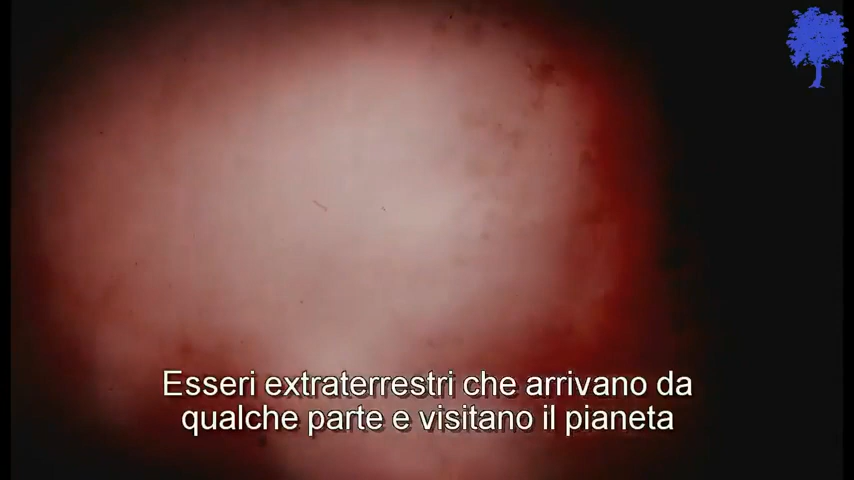 Esseri extraterrestri che arrivano da
qualche parte e visitano il pianeta